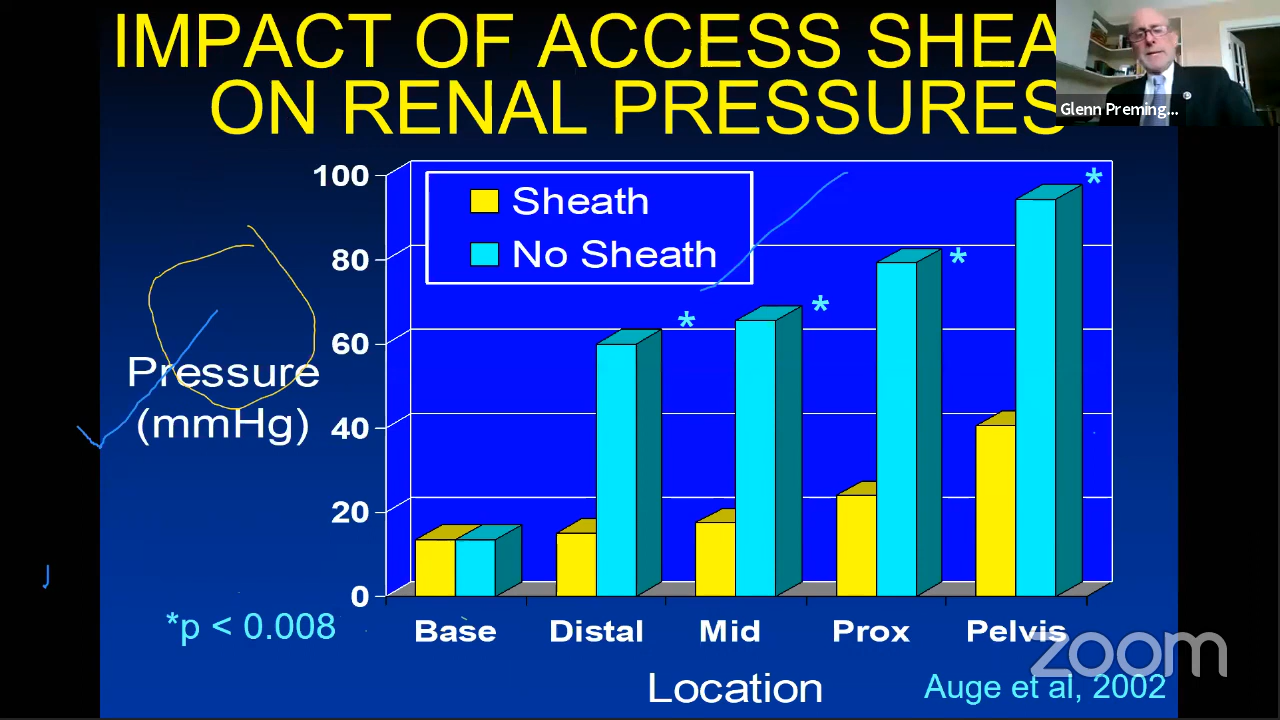 IMPACT OF ACCESS SHEA
ON RENAL PRESSURES
Glenn Preming...
100
80
60
40
20
0
Sheath
No Sheath
*
*
*
*
Pressure
(mmHg)
Base
Distal
Mid
Prox
Pelvis
*p < 0.008
Location
Auge et al, 2002
zoom